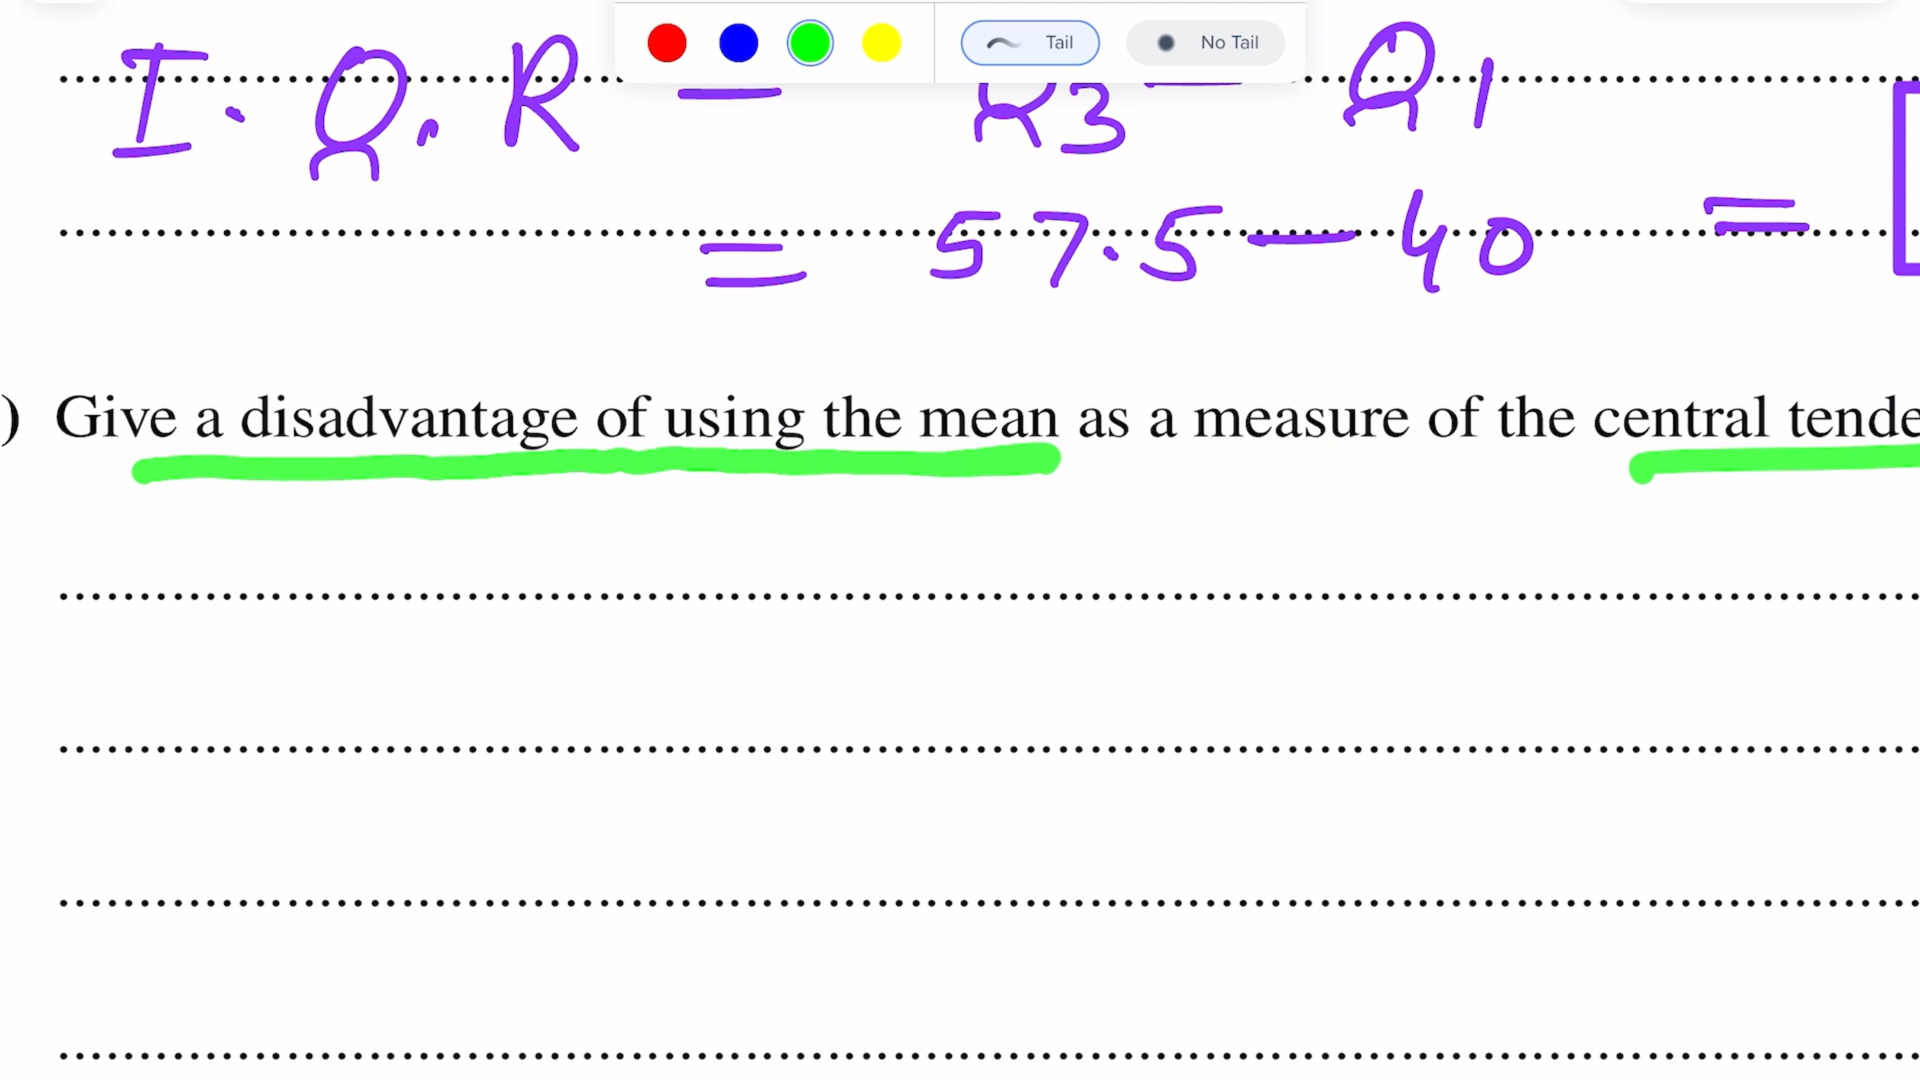 Tail No Tail
I. Q. R = Q3 - Q1
= 57.5 - 40 =
) Give a disadvantage of using the mean as a measure of the central tende